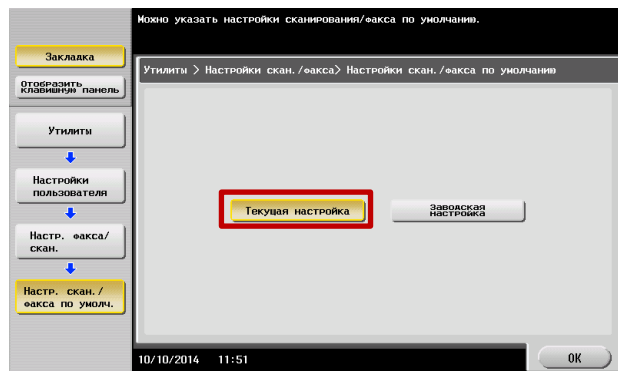 Можно указать настройки сканирования/факса по умолчанию.
Закладка
Отобразить
клавишную панель
Утилиты > Настройки скан./факса> Настройки скан./факса по умолчанию
Утилиты
Настройки
пользователя
Настр. факса/
скан.
Настр. скан./
факса по умолч.
Текущая настройка
Заводская
настройка
10/10/2014 11:51
OK